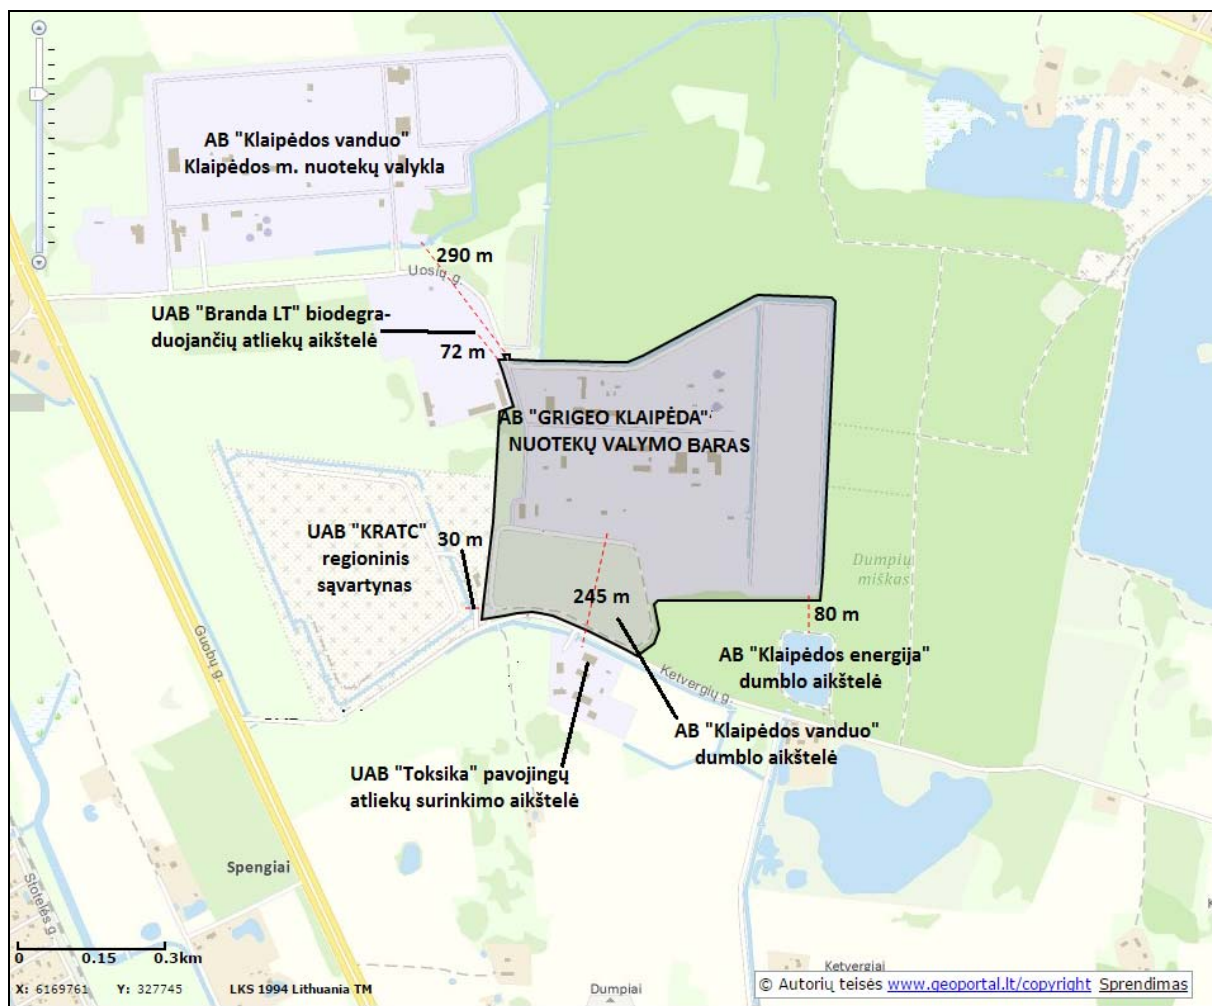 AB "Klaipėdos vanduo"
Klaipėdos m. nuotekų valykla
290 m
Uosių g.
UAB "Branda LT" biodegra-
duojančių atliekų aikštelė
72 m
AB "GRIGEO KLAIPĖDA"
NUOTEKŲ VALYMO BARAS
UAB "KRATC"
regioninis
sąvartynas
30 m
Dumpių
miškas
245 m
80 m
Guobų g.
Ketvergių g.
AB "Klaipėdos energija"
dumblo aikštelė
AB "Klaipėdos vanduo"
dumblo aikštelė
UAB "Toksika" pavojingų
atliekų surinkimo aikštelė
Spengiai
Stotelės g.
0 0.15 0.3km
X: 6169761 Y: 327745 LKS 1994 Lithuania TM
Ketvergiai
Dumpiai
© Autorių teisės www.geoportal.lt/copyright Sprendimas